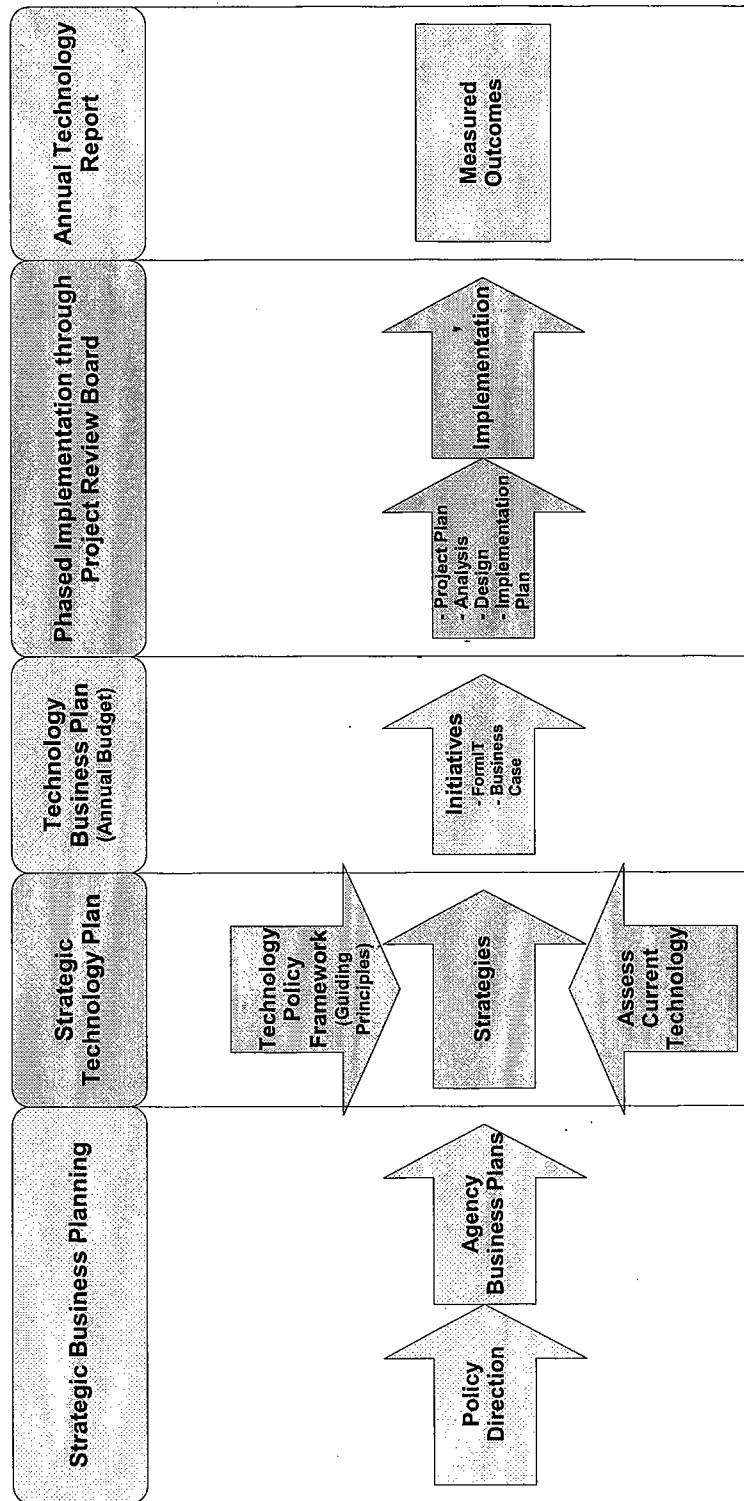 Strategic Business Planning
Strategic
Technology Plan
Technology
Business Plan
(Annual Budget)
Phased Implementation through
Project Review Board
Annual Technology
Report
Policy
Direction
Agency
Business Plans
Technology
Policy
Framework
(Guiding
Principles)
Strategies
Assess
Current
Technology
Initiatives
- FormIT
- Business
Case
- Project Plan
- Analysis
- Design
- Implementation
Plan
Implementation
Measured
Outcomes